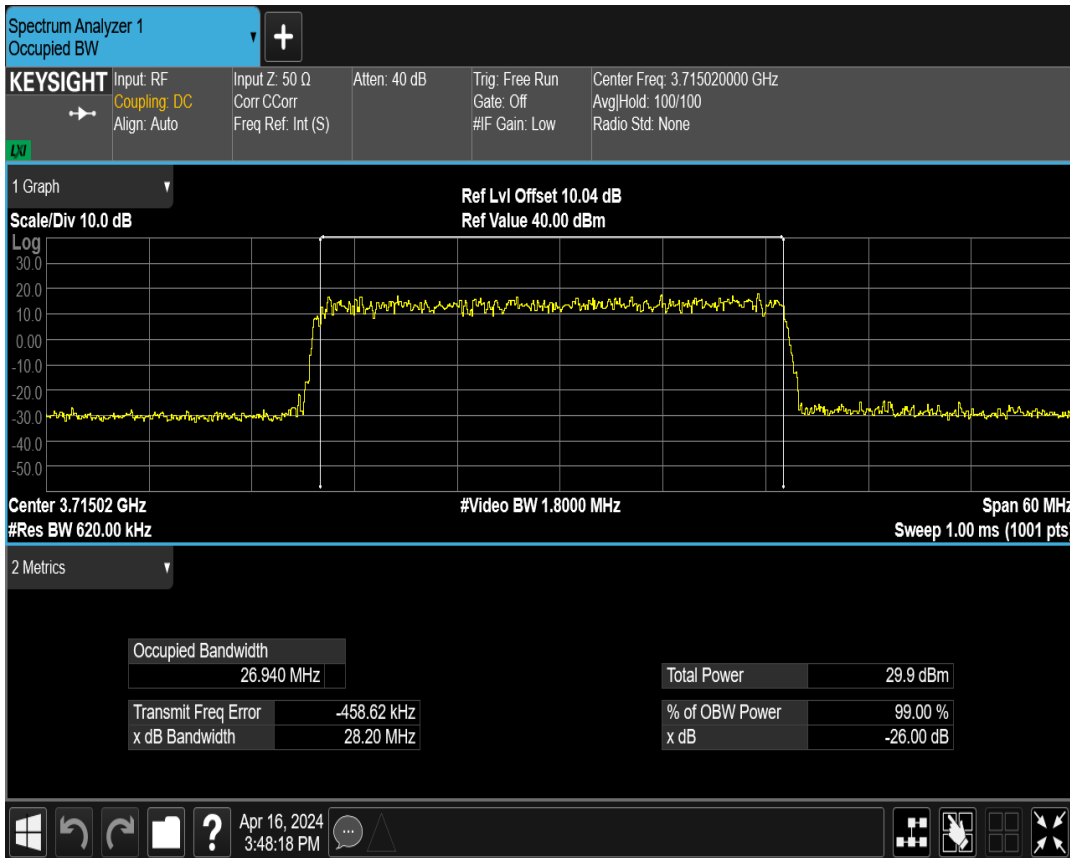 Spectrum Analyzer 1
Occupied BW
+
KEYSIGHT
LXI
Input: RF
Coupling: DC
Align: Auto
Input Z: 50 Ω
Corr CCorr
Freq Ref: Int (S)
Atten: 40 dB
Trig: Free Run
Gate: Off
#IF Gain: Low
Center Freq: 3.715020000 GHz
Avg|Hold: 100/100
Radio Std: None
1 Graph
Scale/Div 10.0 dB
Ref Lvl Offset 10.04 dB
Ref Value 40.00 dBm
Log
30.0
20.0
10.0
0.00
-10.0
-20.0
-30.0
-40.0
-50.0
Center 3.71502 GHz
#Res BW 620.00 kHz
#Video BW 1.8000 MHz
Span 60 MHz
Sweep 1.00 ms (1001 pts)
2 Metrics
Occupied Bandwidth
26.940 MHz
Transmit Freq Error -458.62 kHz
x dB Bandwidth 28.20 MHz
Total Power 29.9 dBm
% of OBW Power 99.00 %
x dB -26.00 dB
?
Apr 16, 2024
3:48:18 PM